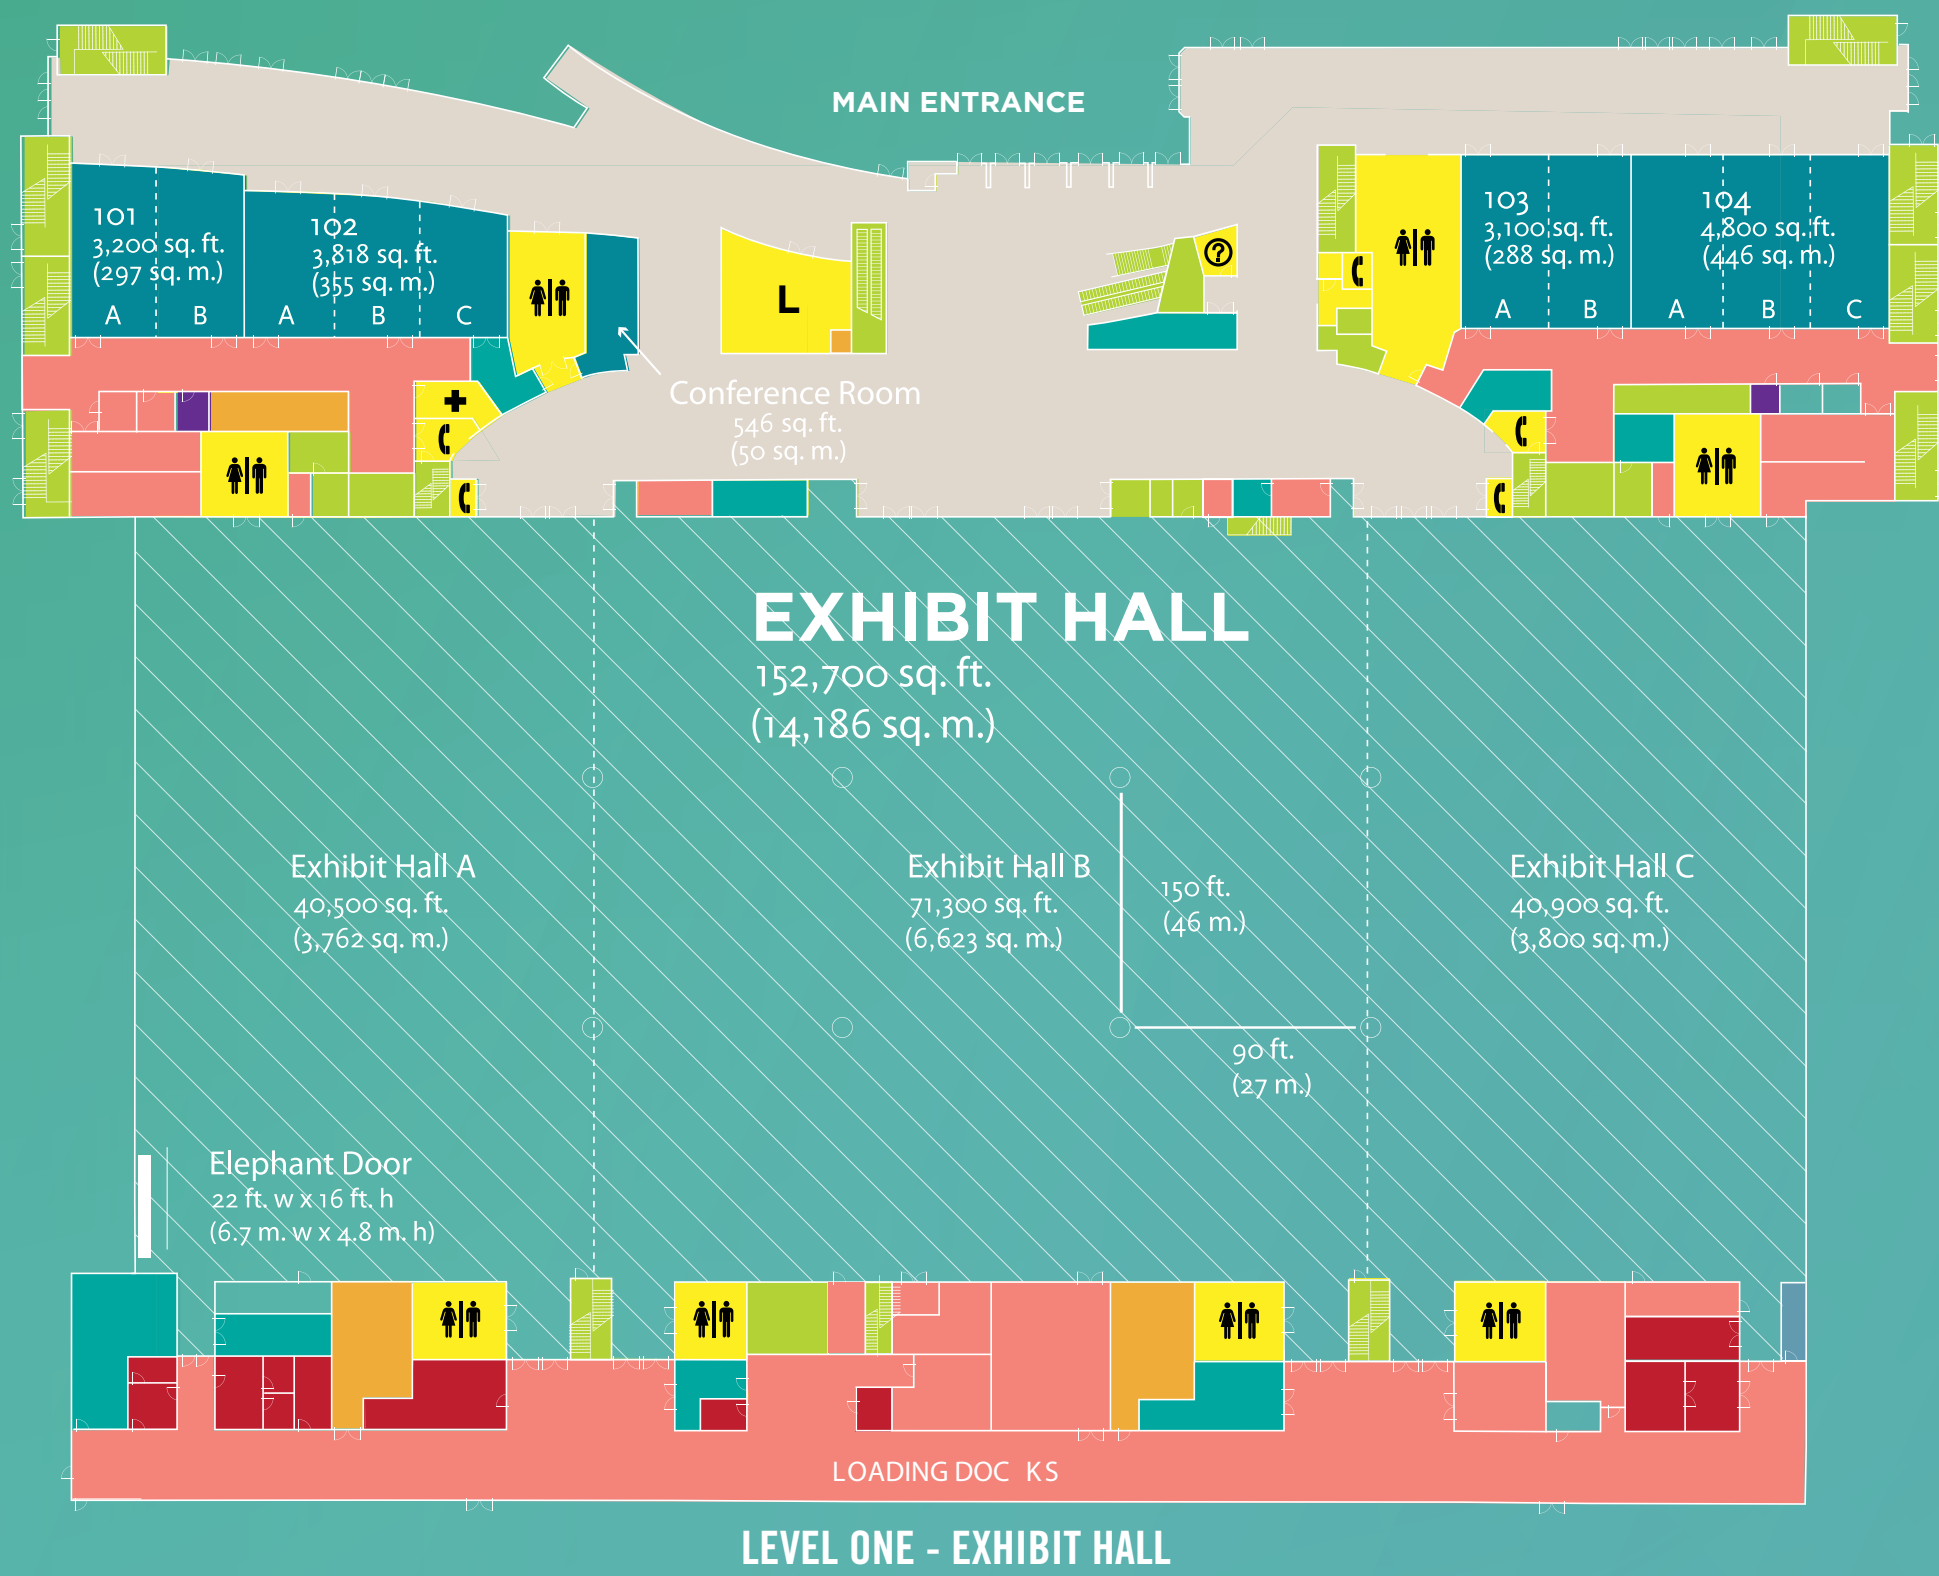 MAIN ENTRANCE
101
3,200 sq. ft.
(297 sq. m.)
A
B
102
3,818 sq. ft.
(355 sq. m.)
A
B
C
L
?
103
3,100 sq. ft.
(288 sq. m.)
A
B
104
4,800 sq. ft.
(446 sq. m.)
A
B
C
Conference Room
546 sq. ft.
(50 sq. m.)
EXHIBIT HALL
152,700 sq. ft.
(14,186 sq. m.)
Exhibit Hall A
40,500 sq. ft.
(3,762 sq. m.)
Exhibit Hall B
71,300 sq. ft.
(6,623 sq. m.)
150 ft.
(46 m.)
Exhibit Hall C
40,900 sq. ft.
(3,800 sq. m.)
90 ft.
(27 m.)
Elephant Door
22 ft. w x 16 ft. h
(6.7 m. w x 4.8 m. h)
LOADING DOC KS
LEVEL ONE - EXHIBIT HALL